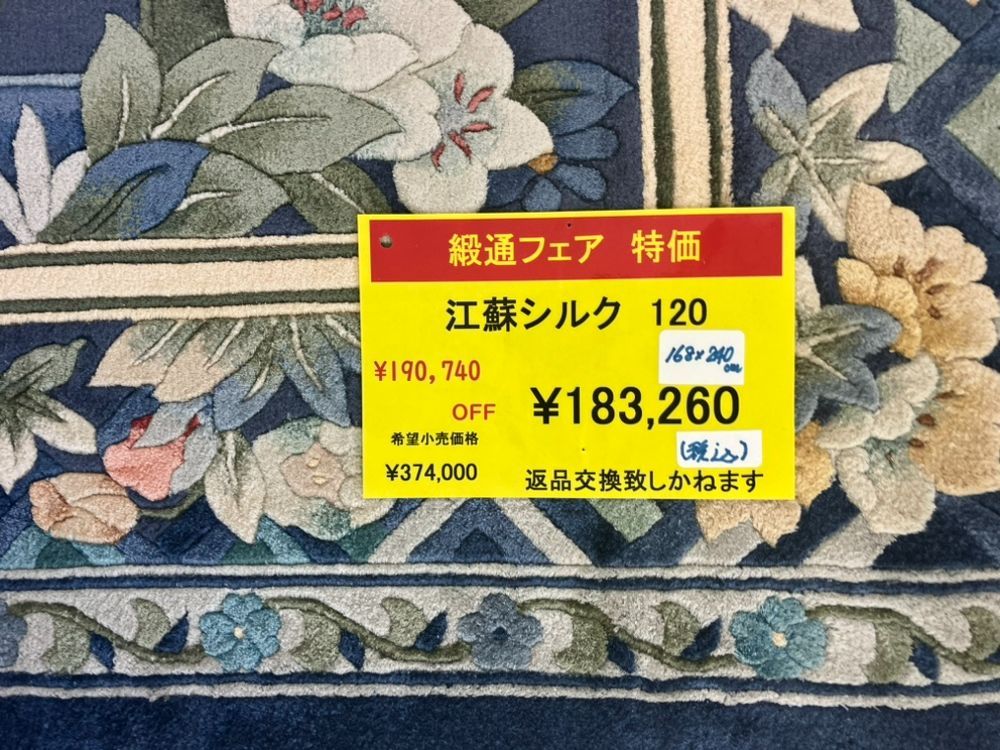 緞通フェア 特価
江蘇シルク 120
168×240cm
¥190,740
OFF
¥183,260
希望小売価格
(税込)
¥374,000
返品交換致しかねます